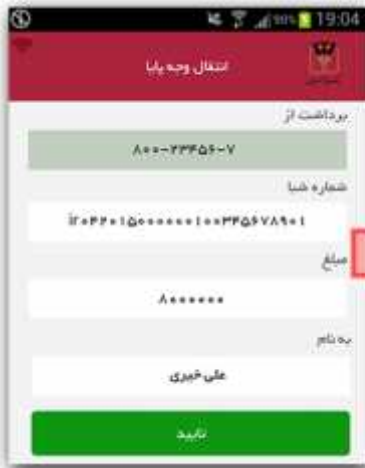 19:04
انتقال وجه پایا
برداشت از
۸۰۰-۲۳۴۵۶-۷
شماره شبا
مبلغ
۸۰۰۰۰۰۰
به نام
علی خیری
تایید